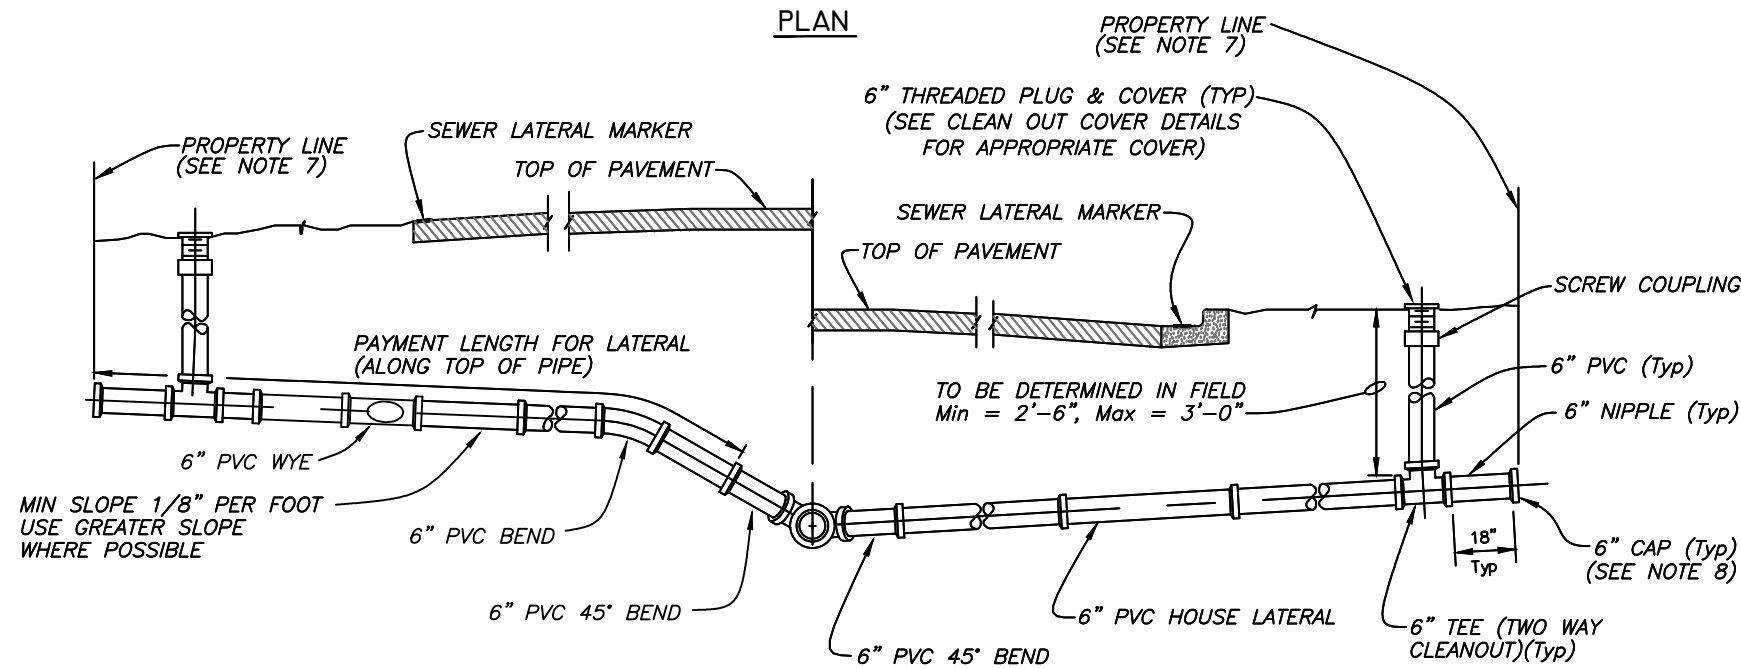 PLAN
PROPERTY LINE
(SEE NOTE 7)
6" THREADED PLUG & COVER (TYP)
(SEE CLEAN OUT COVER DETAILS
FOR APPROPRIATE COVER)
SEWER LATERAL MARKER
PROPERTY LINE
(SEE NOTE 7)
TOP OF PAVEMENT
SEWER LATERAL MARKER
TOP OF PAVEMENT
SCREW COUPLING
PAYMENT LENGTH FOR LATERAL
(ALONG TOP OF PIPE)
TO BE DETERMINED IN FIELD
Min = 2'-6", Max = 3'-0"
6" PVC (Typ)
6" NIPPLE (Typ)
6" PVC WYE
MIN SLOPE 1/8" PER FOOT
USE GREATER SLOPE
WHERE POSSIBLE
6" PVC BEND
18"
Typ
6" CAP (Typ)
(SEE NOTE 8)
6" PVC 45° BEND
6" PVC HOUSE LATERAL
6" TEE (TWO WAY
CLEANOUT)(Typ)
6" PVC 45° BEND